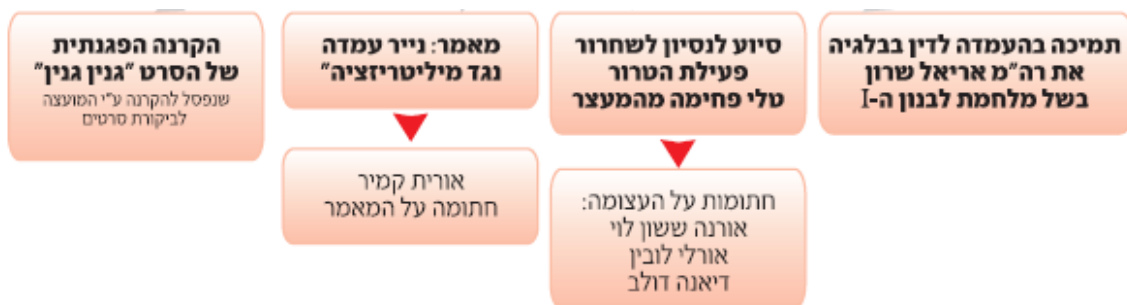 תמיכה בהעמדה לדין בבלגיה
את רה"מ אריאל שרון
בשל מלחמת לבנון ה-I
סיוע לנסיון לשחרור
פעילת הטרור
טלי פחימה מהמעצר
חתומות על העצומה:
אורנה ששון לוי
אורלי לובין
דיאנה דולב
מאמר: נייר עמדה
נגד מיליטריזציה"
אורית קמיר
חתומה על המאמר
הקרנה הפגנתית
של הסרט "גנין גנין"
שנפסל להקרנה ע"י המועצה
לביקורת סרטים